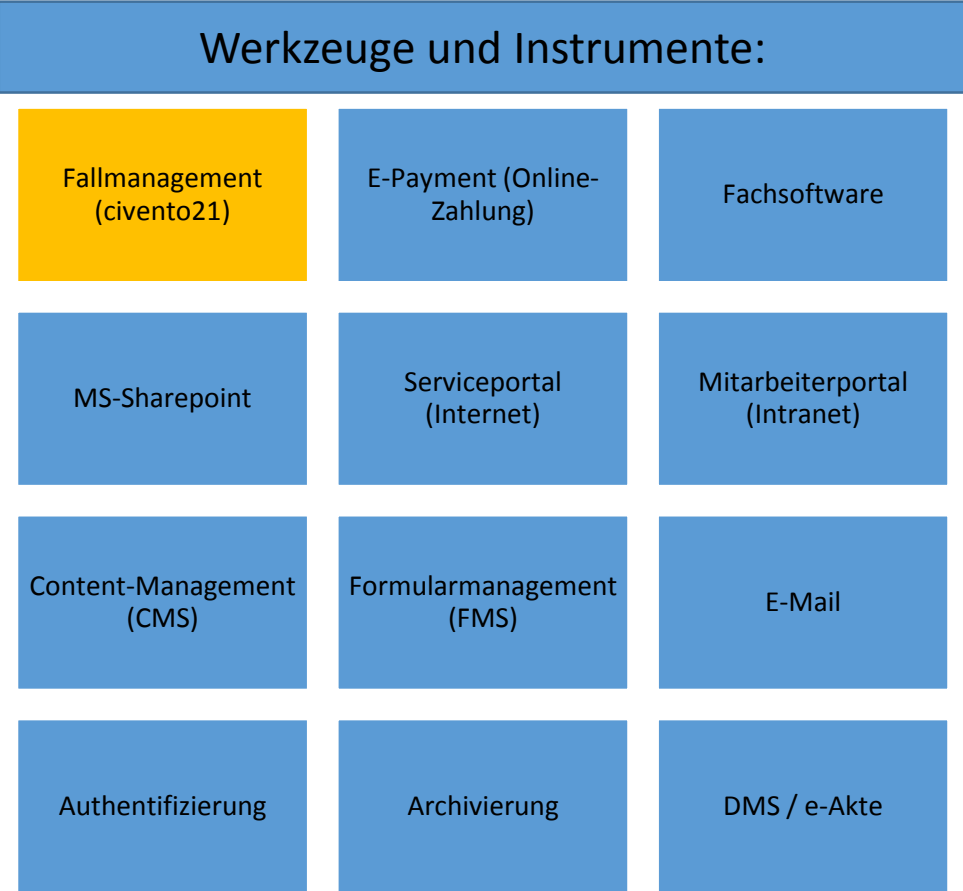 Werkzeuge und Instrumente:
Fallmanagement
(civento21)
E-Payment (Online-
Zahlung)
Fachsoftware
MS-Sharepoint
Serviceportal
(Internet)
Mitarbeiterportal
(Intranet)
Content-Management
(CMS)
Formularmanagement
(FMS)
E-Mail
Authentifizierung
Archivierung
DMS / e-Akte